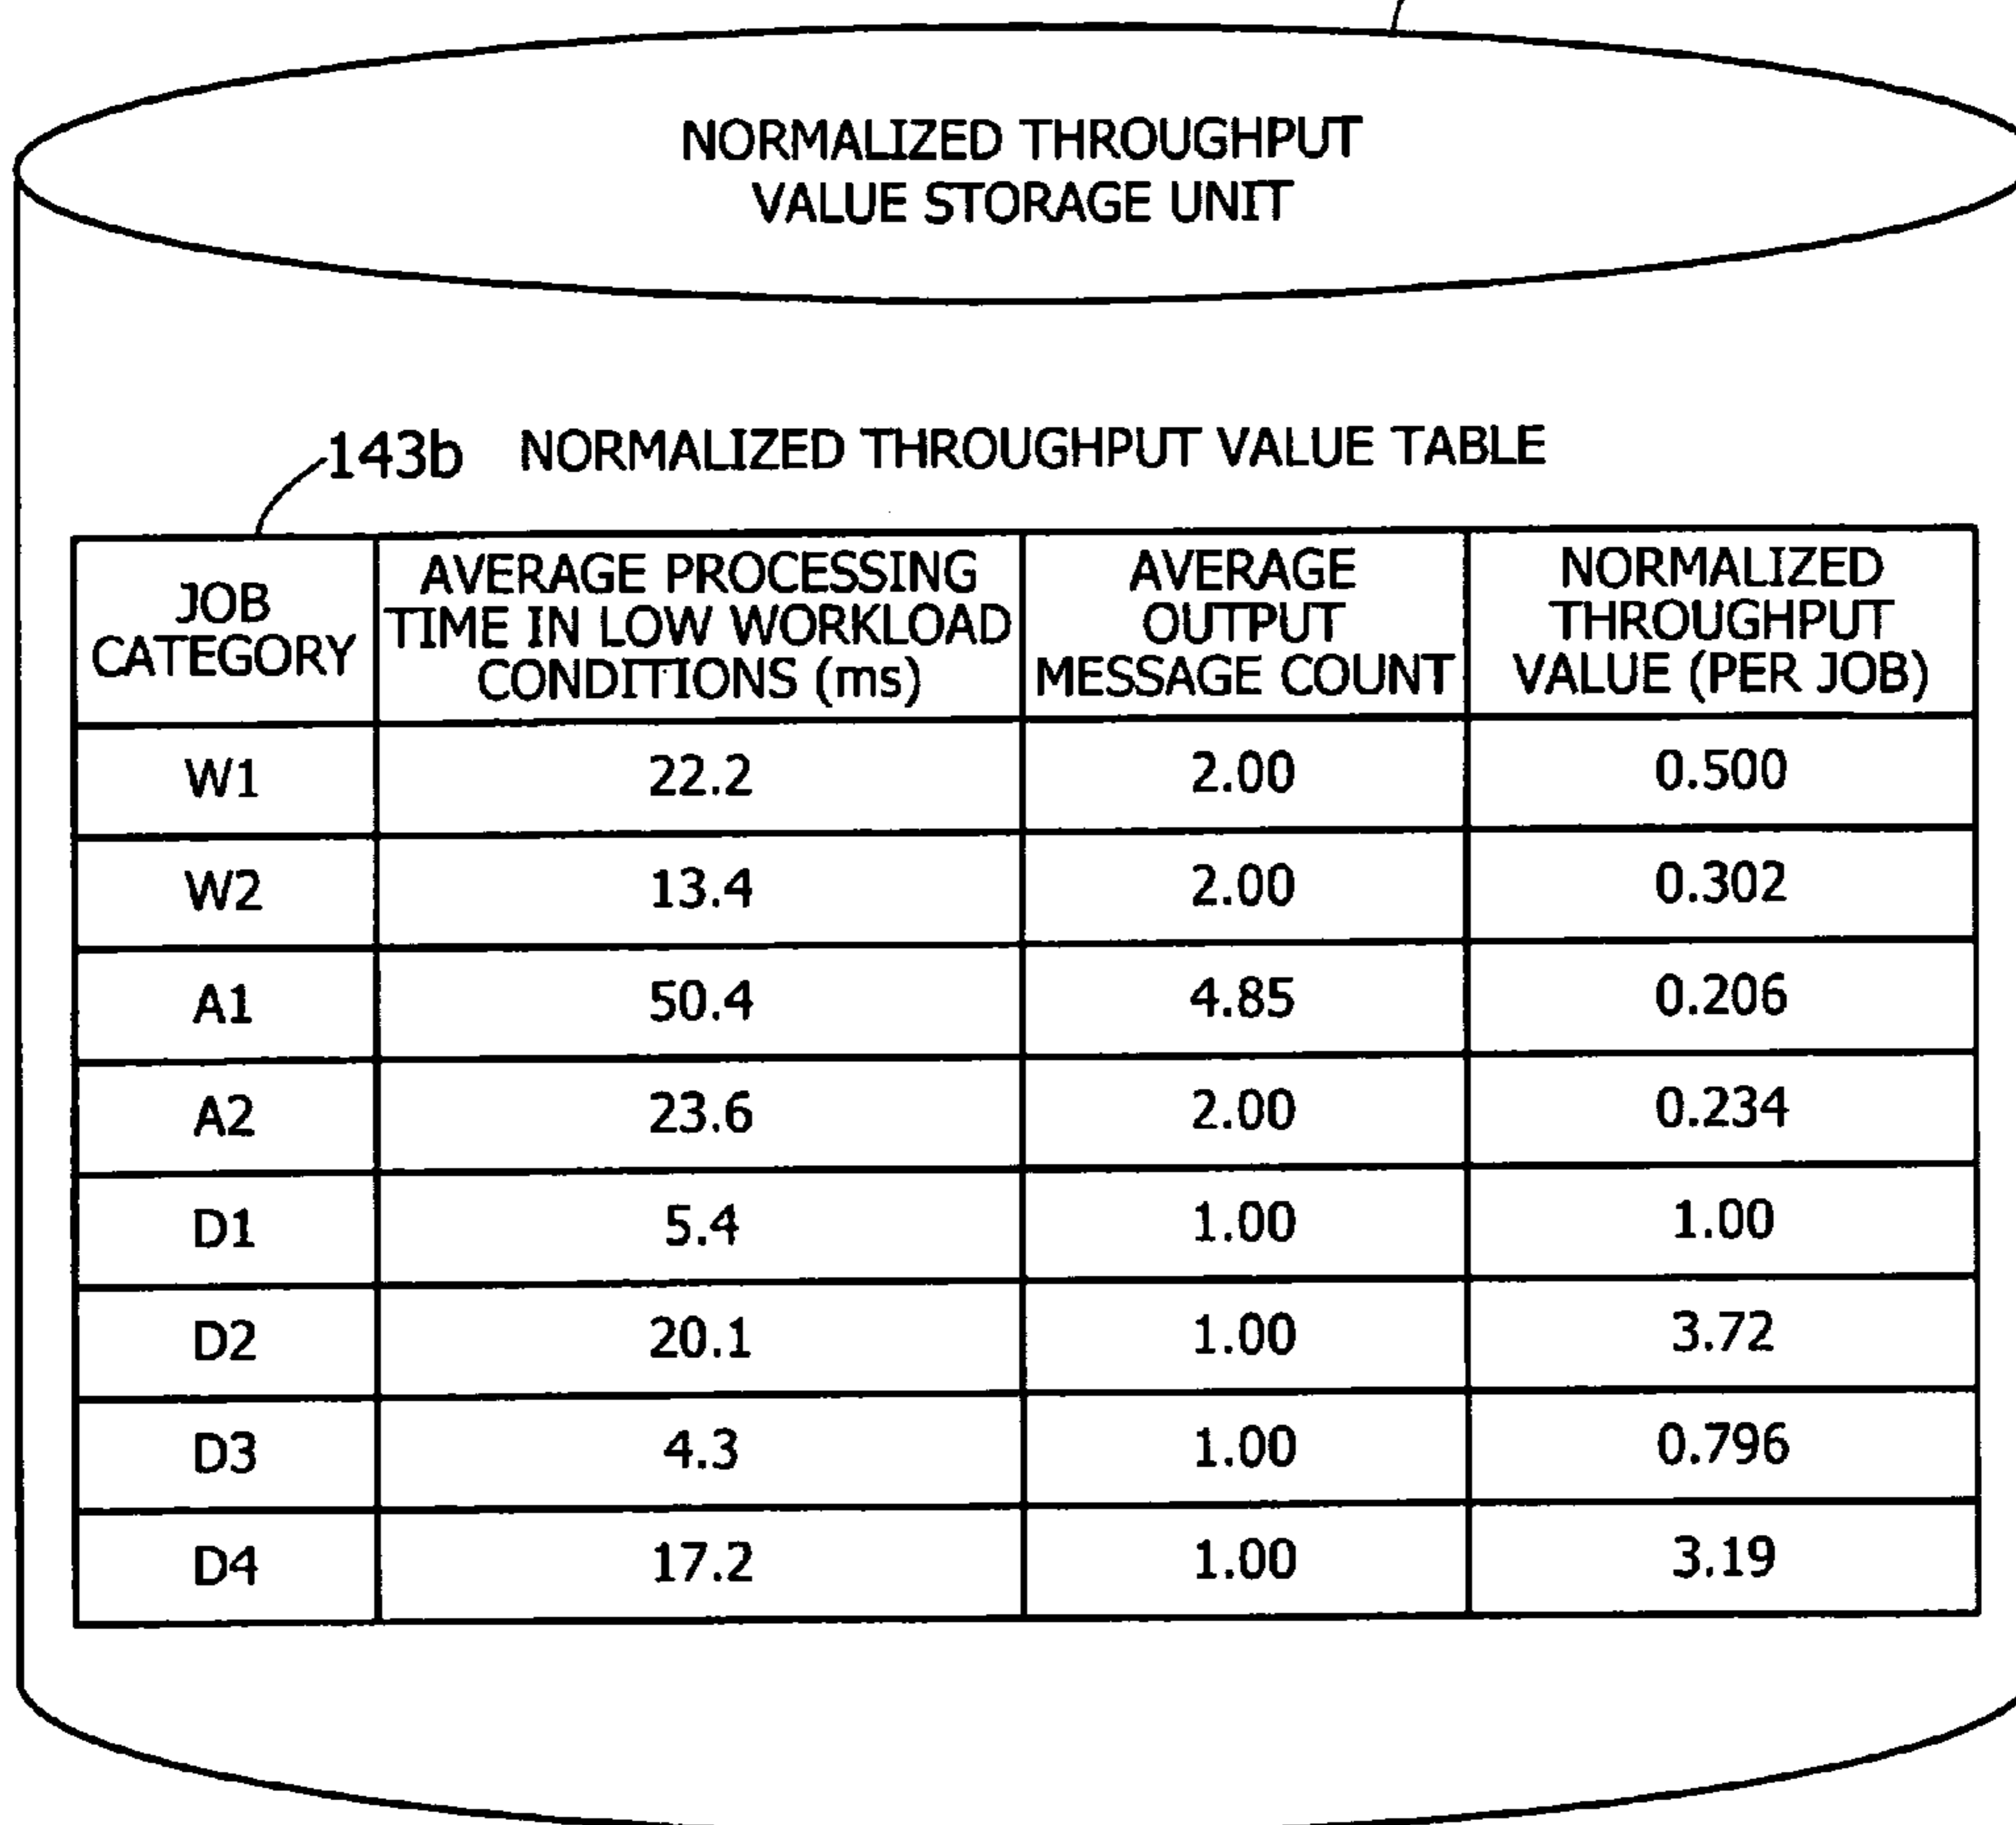 NORMALIZED THROUGHPUT
VALUE STORAGE UNIT
143b NORMALIZED THROUGHPUT VALUE TABLE
JOB CATEGORY AVERAGE PROCESSING TIME IN LOW WORKLOAD CONDITIONS (ms) AVERAGE OUTPUT MESSAGE COUNT NORMALIZED THROUGHPUT VALUE (PER JOB)
W1 22.2 2.00 0.500
W2 13.4 2.00 0.302
A1 50.4 4.85 0.206
A2 23.6 2.00 0.234
D1 5.4 1.00 1.00
D2 20.1 1.00 3.72
D3 4.3 1.00 0.796
D4 17.2 1.00 3.19